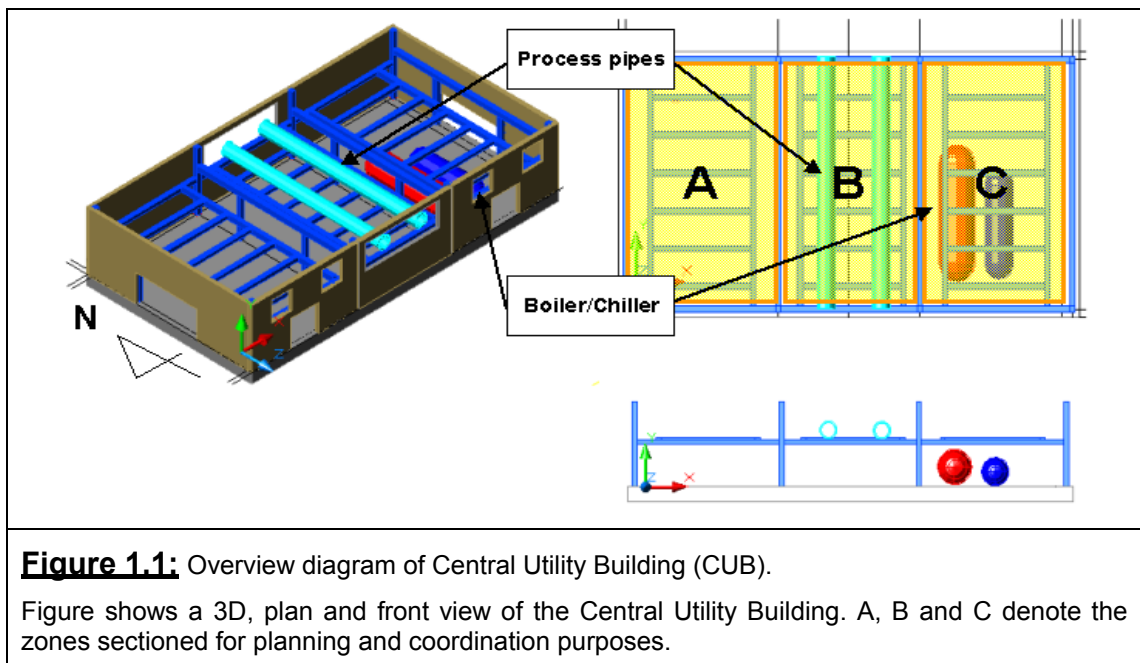 Process pipes
A
B
C
Boiler/Chiller
N
Z
X
Y
X
Y
Z
X
Figure 1.1: Overview diagram of Central Utility Building (CUB).
Figure shows a 3D, plan and front view of the Central Utility Building. A, B and C denote the
zones sectioned for planning and coordination purposes.